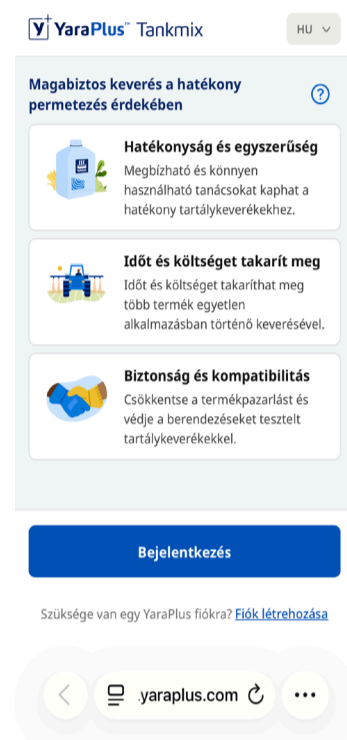 YaraPlus™ Tankmix
HU
Magabiztos keverés a hatékony
permetezés érdekében
?
Hatékonyság és egyszerűség
Megbízható és könnyen
használható tanácsokat kaphat a
hatékony tartálykeverékekhez.
Időt és költséget takarít meg
Időt és költséget takaríthat meg
több termék egyetlen
alkalmazásban történő keverésével.
Biztonság és kompatibilitás
Csökkentse a termékpazarlást és
védje a berendezéseket tesztelt
tartálykeverékekkel.
Bejelentkezés
Szüksége van egy YaraPlus fiókra? Fiók létrehozása
.yaraplus.com